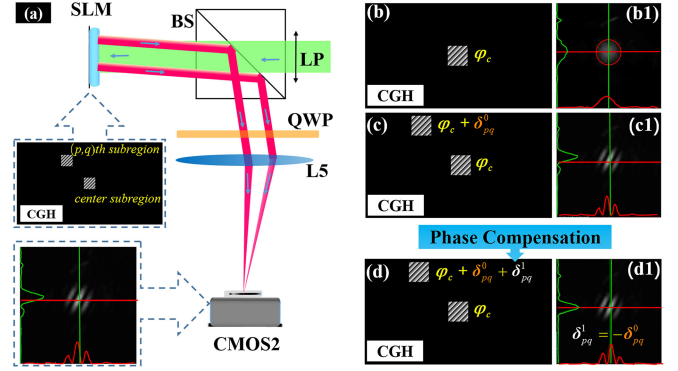 (a)
SLM
BS
LP
QWP
L5
(p,q)th subregion
center subregion
CGH
CMOS2
(b)
φc
CGH
(b1)
(c)
φc + δ⁰pq
φc
CGH
(c1)
Phase Compensation
(d)
φc + δ⁰pq + δ¹pq
φc
CGH
(d1)
δ¹pq = −δ⁰pq